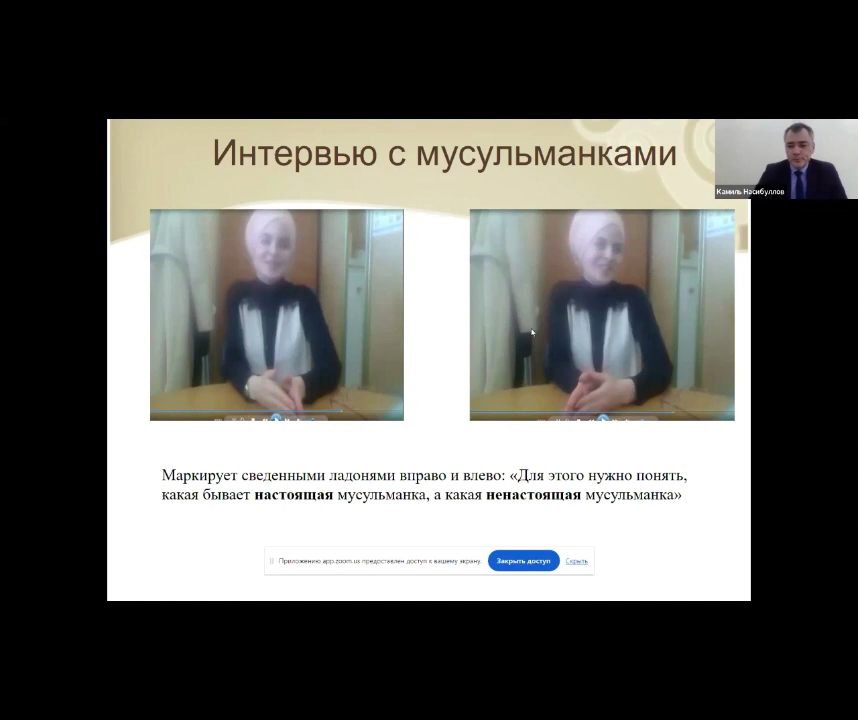 Интервью с мусульманками
Камиль Насибуллов
Маркирует сведенными ладонями вправо и влево: «Для этого нужно понять,
какая бывает настоящая мусульманка, а какая ненастоящая мусульманка»
Приложению app.zoom.us предоставлен доступ к вашему экрану. Закрыть доступ Скрыть